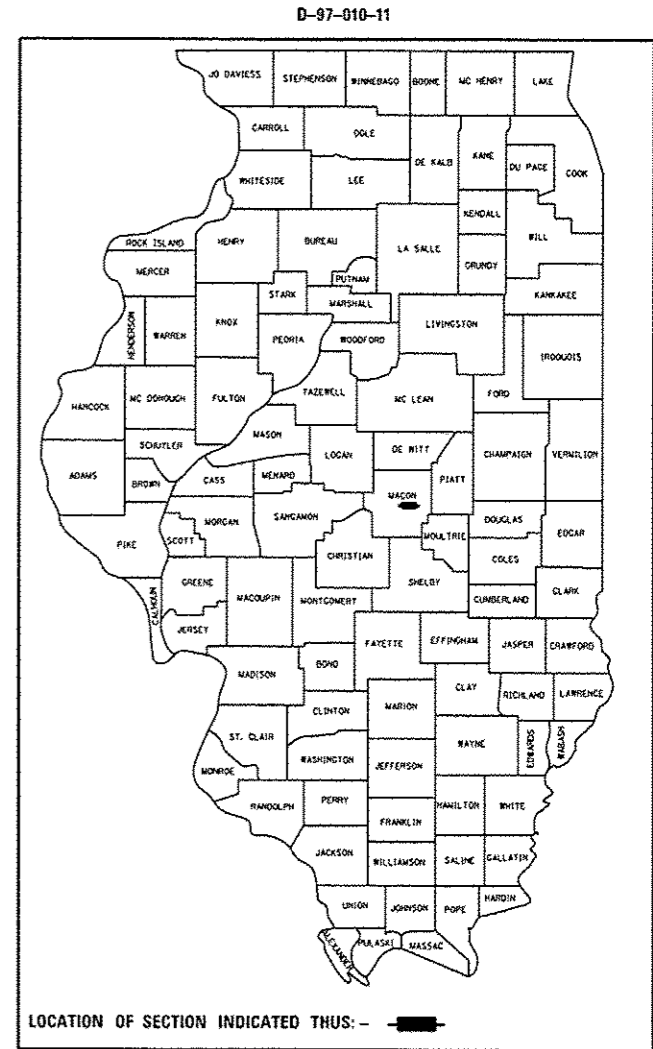 D-97-010-11
JO DAVIESS STEPHENSON WINNEBAGO BOONE MC HENRY LAKE
CARROLL OGLE DE KALB KANE DU PAGE COOK
WHITESIDE LEE
KENDALL WILL
ROCK ISLAND HENRY BUREAU LA SALLE GRUNDY
MERCER PUTNAM KANKAKEE
STARK MARSHALL
HENDERSON WARREN KNOX PEORIA WOODFORD LIVINGSTON IROQUOIS
HANCOCK MC DONOUGH FULTON TAZEWELL MC LEAN FORD
SCHUYLER MASON LOGAN DE WITT CHAMPAIGN VERMILION
ADAMS BROWN CASS MENARD MACON PIATT
PIKE SCOTT MORGAN SANGAMON CHRISTIAN MOULTRIE DOUGLAS EDGAR
COLES
CALHOUN GREENE MACOUPIN MONTGOMERY SHELBY CUMBERLAND CLARK
JERSEY
MADISON BOND FAYETTE EFFINGHAM JASPER CRAWFORD
CLINTON MARION CLAY RICHLAND LAWRENCE
ST. CLAIR WASHINGTON JEFFERSON WAYNE EDWARDS WABASH
MONROE
RANDOLPH PERRY FRANKLIN HAMILTON WHITE
JACKSON WILLIAMSON SALINE GALLATIN
UNION JOHNSON POPE HARDIN
ALEXANDER PULASKI MASSAC
LOCATION OF SECTION INDICATED THUS: -